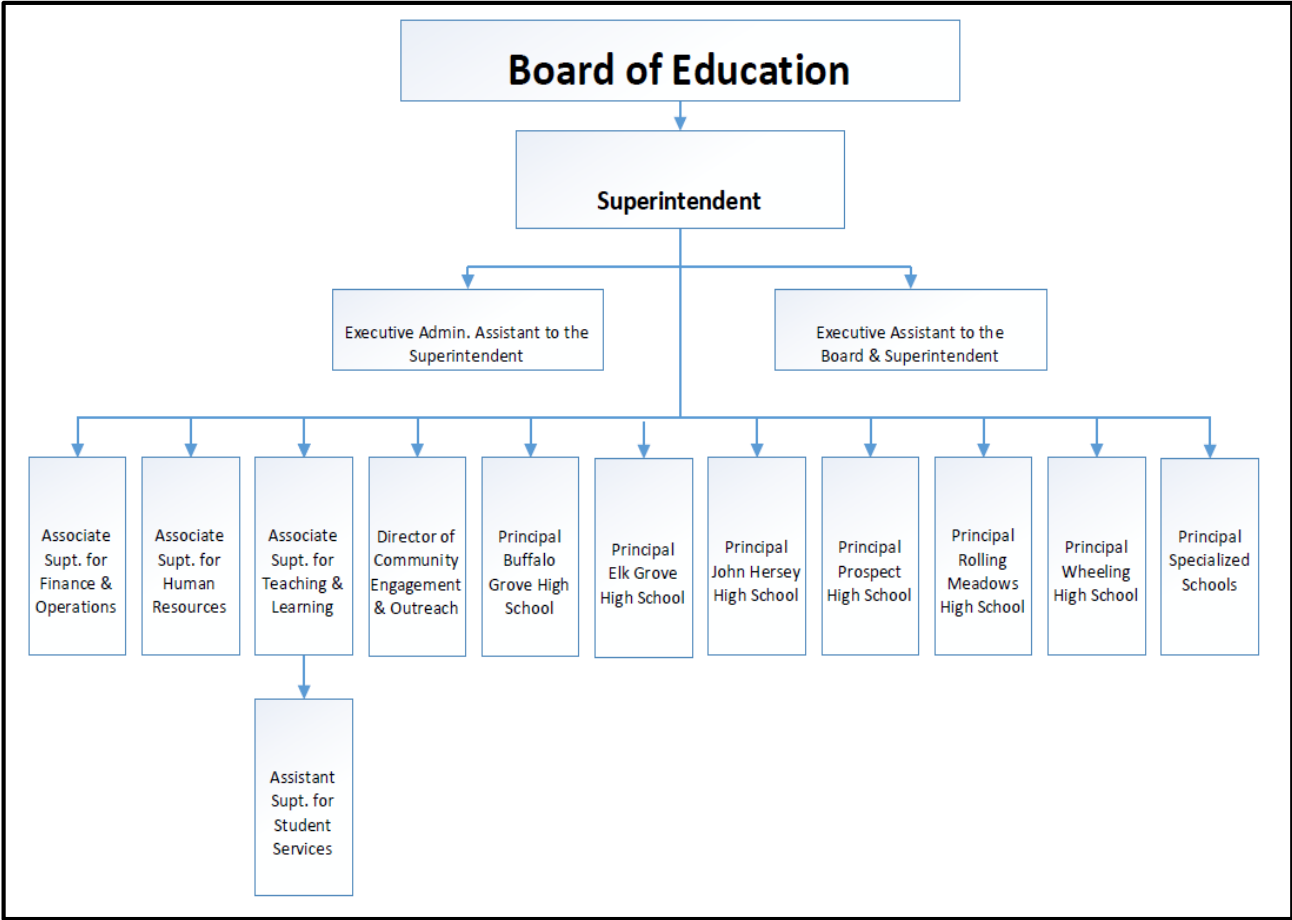 Board of Education
Superintendent
Executive Admin. Assistant to the
Superintendent
Executive Assistant to the
Board & Superintendent
Associate
Supt. for
Finance &
Operations
Associate
Supt. for
Human
Resources
Associate
Supt. for
Teaching &
Learning
Director of
Community
Engagement
& Outreach
Principal
Buffalo
Grove High
School
Principal
Elk Grove
High School
Principal
John Hersey
High School
Principal
Prospect
High School
Principal
Rolling
Meadows
High School
Principal
Wheeling
High School
Principal
Specialized
Schools
Assistant
Supt. for
Student
Services